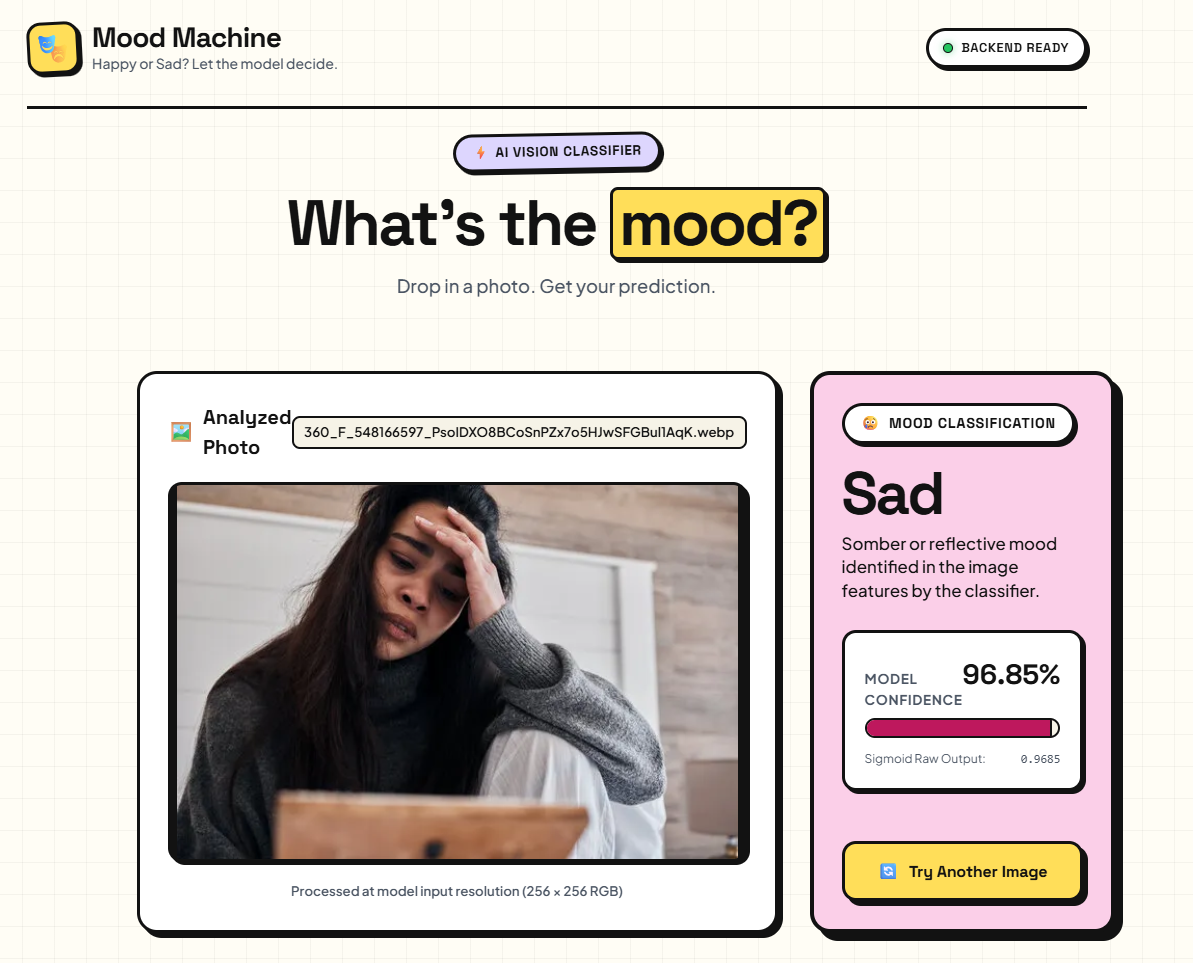 Mood Machine
Happy or Sad? Let the model decide.
BACKEND READY
AI VISION CLASSIFIER
What's the mood?
Drop in a photo. Get your prediction.
Analyzed
Photo
360_F_548166597_PsolDXO8BCoSnPZx7o5HJwSFGBul1AqK.webp
Processed at model input resolution (256 × 256 RGB)
MOOD CLASSIFICATION
Sad
Somber or reflective mood
identified in the image
features by the classifier.
MODEL
CONFIDENCE
96.85%
Sigmoid Raw Output: 0.9685
Try Another Image